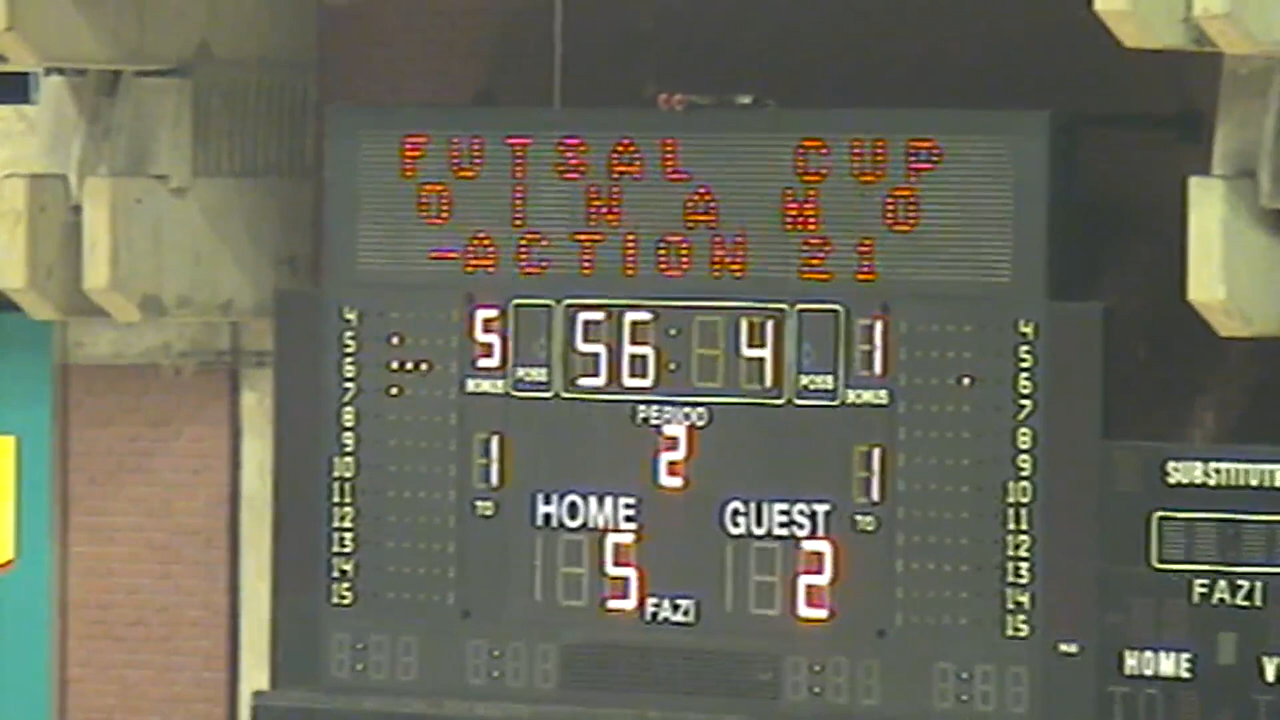 FUTSAL CUP
DINAMO
-ACTION 21
5 56: 4 1
BONUS POSS POSS BONUS
PERIOD
2
1 1
TO TO
HOME GUEST
5 2
FAZI
4 4
5 5
6 6
7 7
8 8
9 9
10 10
11 11
12 12
13 13
14 14
15 15
SUBSTITUTE
FAZI
HOME V